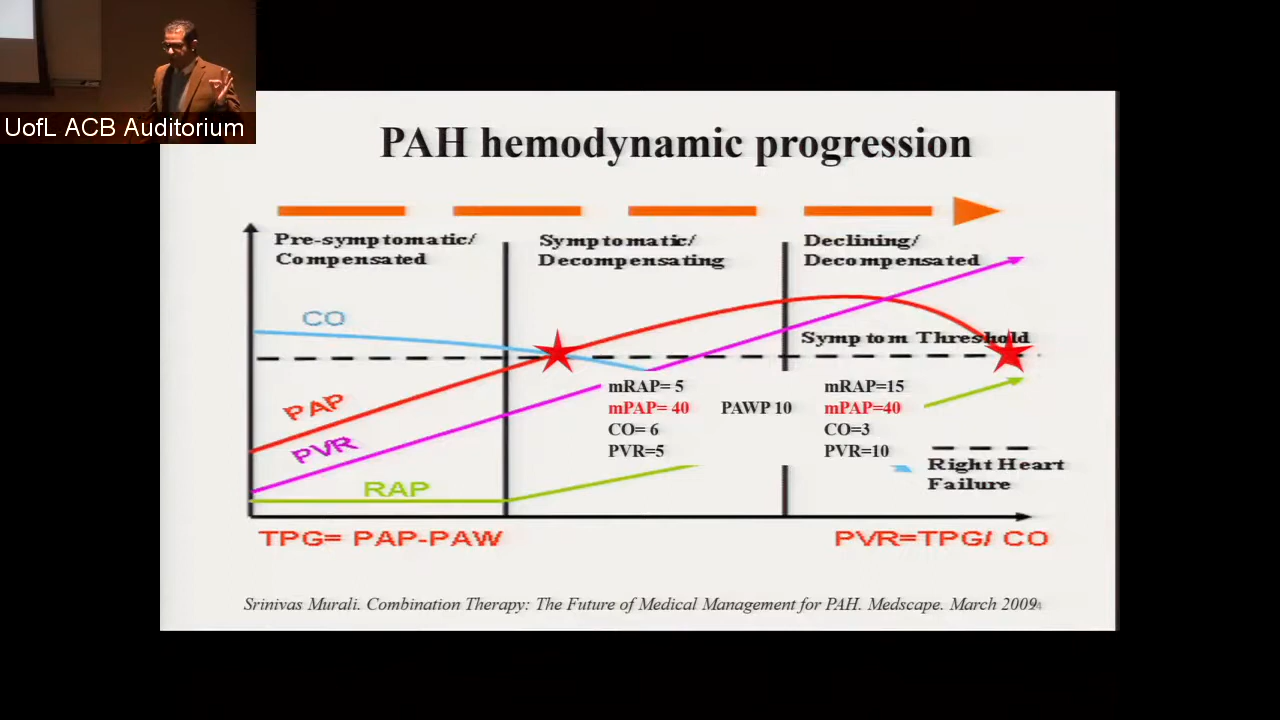 UofL ACB Auditorium
PAH hemodynamic progression
Pre-symptomatic/
Compensated
Symptomatic/
Decompensating
Declining/
Decompensated
CO
Symptom Threshold
PAP
PVR
RAP
mRAP= 5
mPAP= 40
CO= 6
PVR=5
PAWP 10
mRAP=15
mPAP=40
CO=3
PVR=10
Right Heart
Failure
TPG= PAP-PAW
PVR=TPG/ CO
Srinivas Murali. Combination Therapy: The Future of Medical Management for PAH. Medscape. March 2009